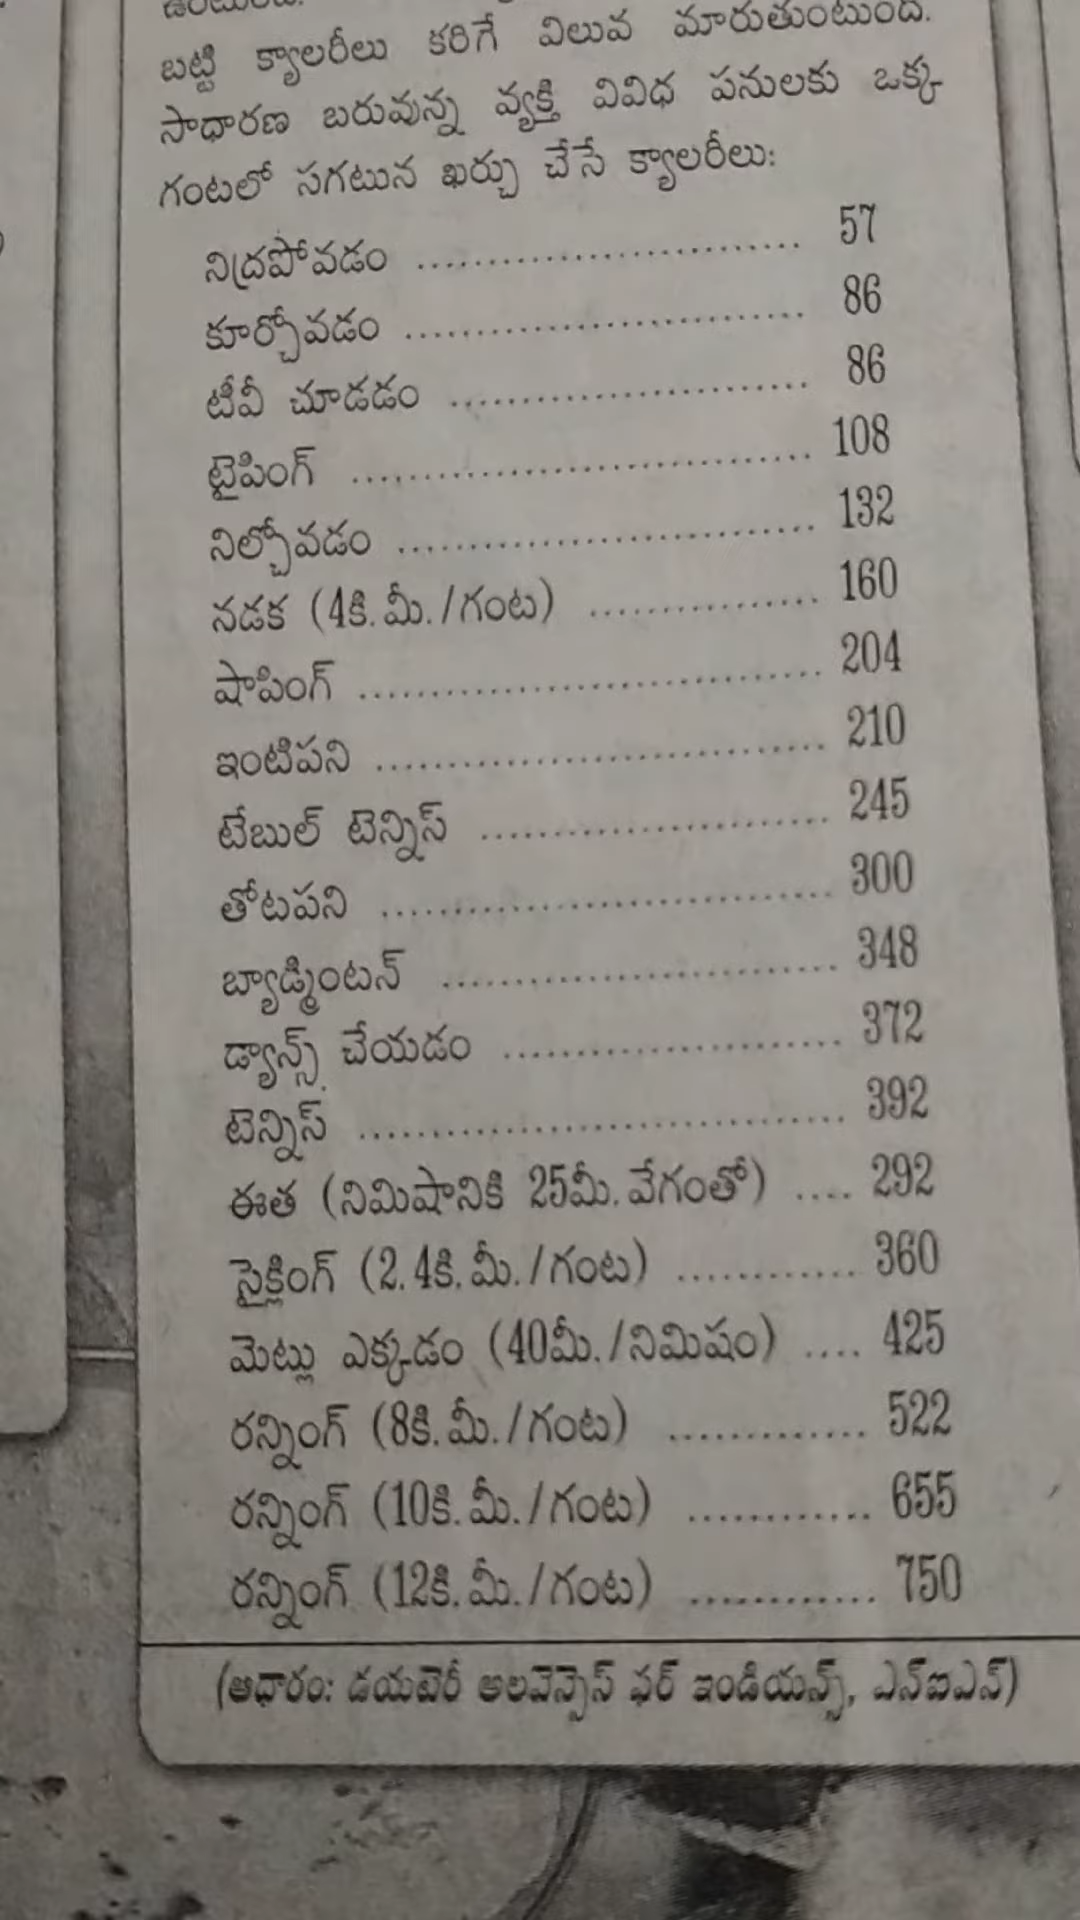 బట్టి క్యాలరీలు కరిగే విలువ మారుతుంటుంది.
సాధారణ బరువున్న వ్యక్తి వివిధ పనులకు ఒక్క
గంటలో సగటున ఖర్చు చేసే క్యాలరీలు:
నిద్రపోవడం .......................... 57
కూర్చోవడం ........................... 86
టీవీ చూడడం ........................ 86
టైపింగ్ ............................... 108
నిల్చోవడం ............................ 132
నడక (4కి.మీ./గంట) ................ 160
షాపింగ్ ............................... 204
ఇంటిపని .............................. 210
టేబుల్ టెన్నిస్ ........................ 245
తోటపని .............................. 300
బ్యాడ్మింటన్ ........................... 348
డ్యాన్స్ చేయడం ....................... 372
టెన్నిస్ ................................. 392
ఈత (నిమిషానికి 25మీ.వేగంతో) .... 292
సైక్లింగ్ (2.4కి.మీ./గంట) ............ 360
మెట్లు ఎక్కడం (40మీ./నిమిషం) .... 425
రన్నింగ్ (8కి.మీ./గంట) ............. 522
రన్నింగ్ (10కి.మీ./గంట) ............ 655
రన్నింగ్ (12కి.మీ./గంట) ............ 750
(ఆధారం: డయటెరీ అలవెన్సెస్ ఫర్ ఇండియన్స్, ఎన్ఐఎన్)